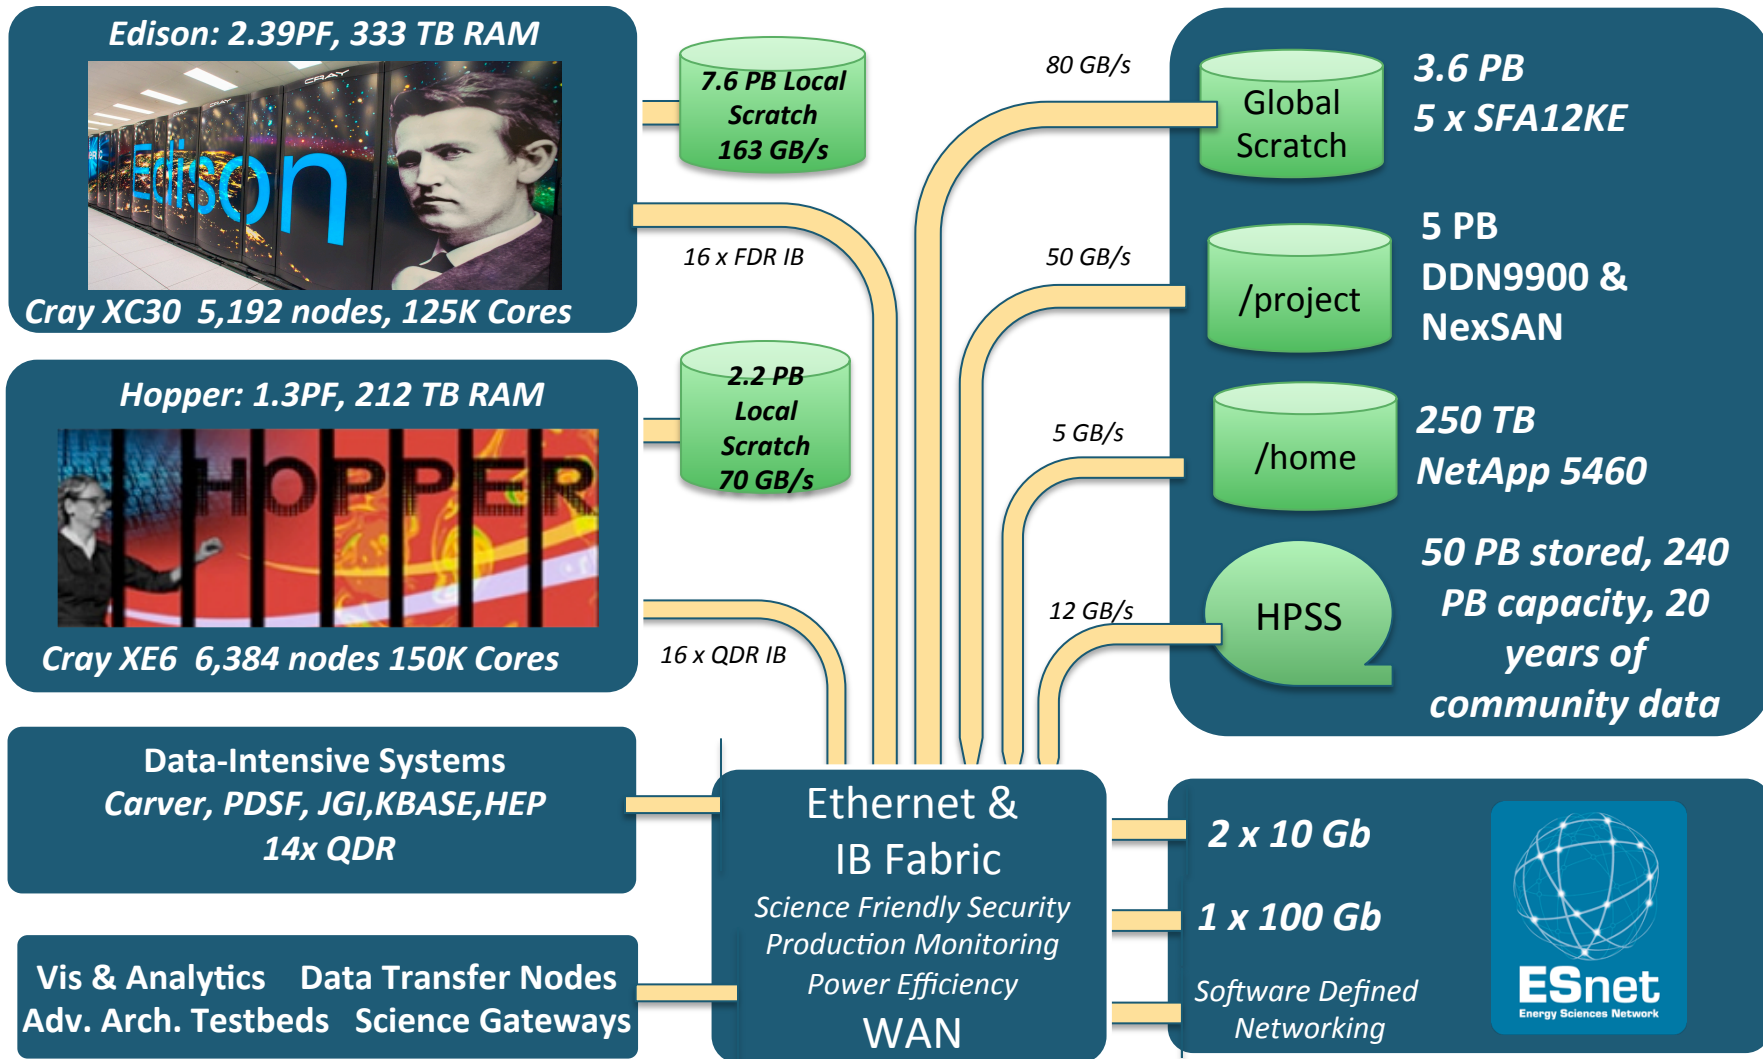 Edison: 2.39PF, 333 TB RAM
CRAY
Edison
Cray XC30 5,192 nodes, 125K Cores
7.6 PB Local
Scratch
163 GB/s
16 x FDR IB
Hopper: 1.3PF, 212 TB RAM
HOPPER
Cray XE6 6,384 nodes 150K Cores
2.2 PB
Local
Scratch
70 GB/s
16 x QDR IB
80 GB/s
Global
Scratch
3.6 PB
5 x SFA12KE
50 GB/s
/project
5 PB
DDN9900 &
NexSAN
5 GB/s
/home
250 TB
NetApp 5460
12 GB/s
HPSS
50 PB stored, 240
PB capacity, 20
years of
community data
Data-Intensive Systems
Carver, PDSF, JGI,KBASE,HEP
14x QDR
Vis & Analytics Data Transfer Nodes
Adv. Arch. Testbeds Science Gateways
Ethernet &
IB Fabric
Science Friendly Security
Production Monitoring
Power Efficiency
WAN
2 x 10 Gb
1 x 100 Gb
Software Defined
Networking
ESnet
Energy Sciences Network